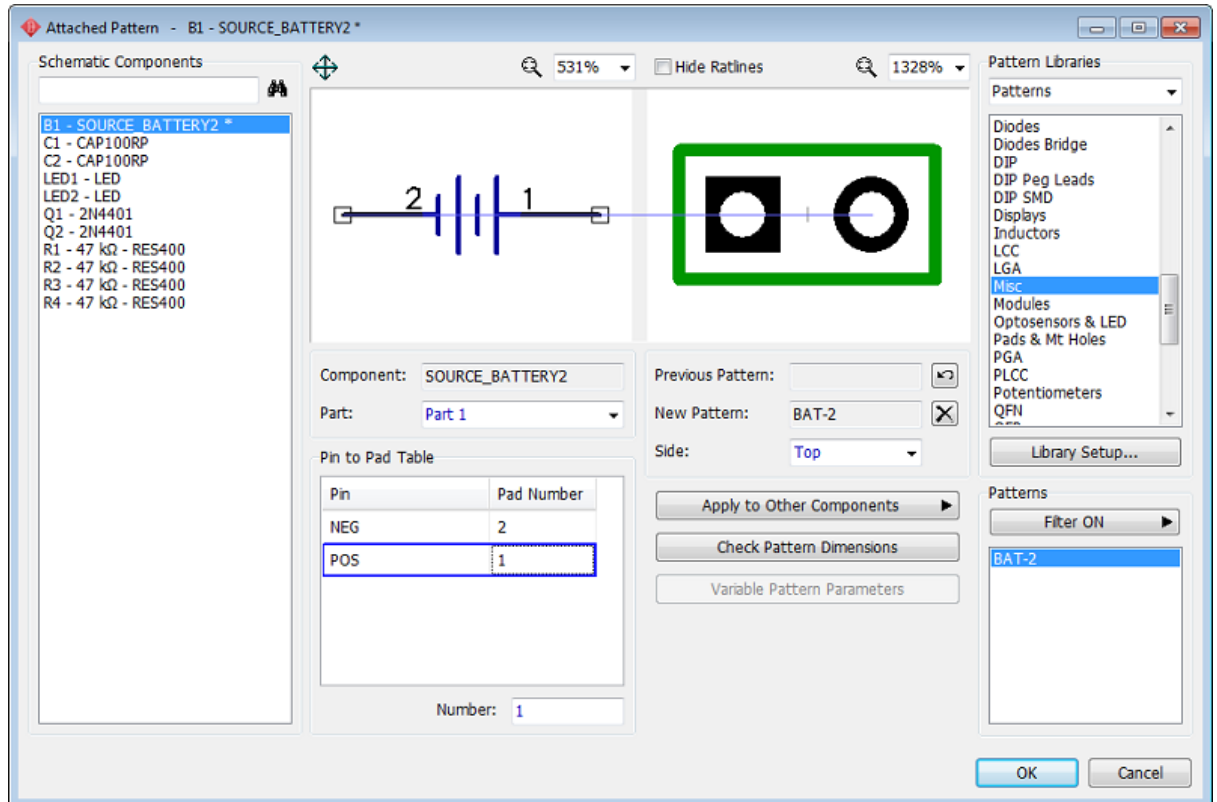 Attached Pattern - B1 - SOURCE_BATTERY2 *
Schematic Components
B1 - SOURCE_BATTERY2 *
C1 - CAP100RP
C2 - CAP100RP
LED1 - LED
LED2 - LED
Q1 - 2N4401
Q2 - 2N4401
R1 - 47 kΩ - RES400
R2 - 47 kΩ - RES400
R3 - 47 kΩ - RES400
R4 - 47 kΩ - RES400
531%
Hide Ratlines
1328%
2 1
Component: SOURCE_BATTERY2
Part: Part 1
Pin to Pad Table
Pin Pad Number
NEG 2
POS 1
Number: 1
Previous Pattern:
New Pattern: BAT-2
Side: Top
Apply to Other Components
Check Pattern Dimensions
Variable Pattern Parameters
Pattern Libraries
Patterns
Diodes
Diodes Bridge
DIP
DIP Peg Leads
DIP SMD
Displays
Inductors
LCC
LGA
Misc
Modules
Optosensors & LED
Pads & Mt Holes
PGA
PLCC
Potentiometers
QFN
Library Setup...
Patterns
Filter ON
BAT-2
OK Cancel